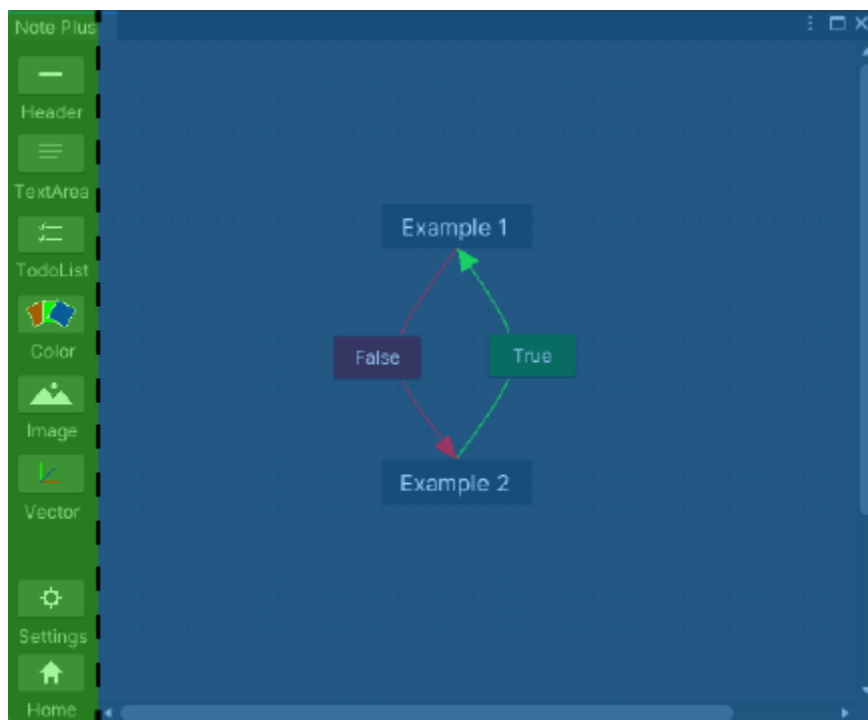 Note Plus
Header
TextArea
TodoList
Color
Image
Vector
Settings
Home
Example 1
False
True
Example 2